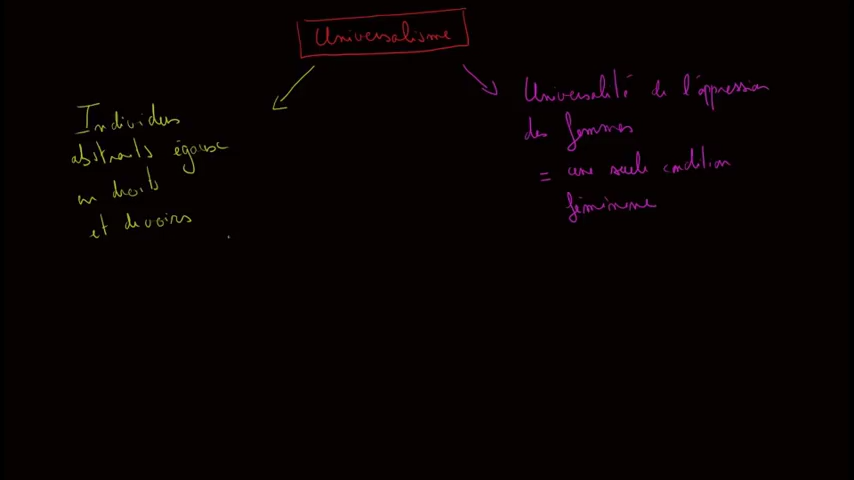 Universalisme
Individus
abstraits égaux
en droits
et devoirs
Universalité de l'oppression
des femmes
= une seule condition
féminine